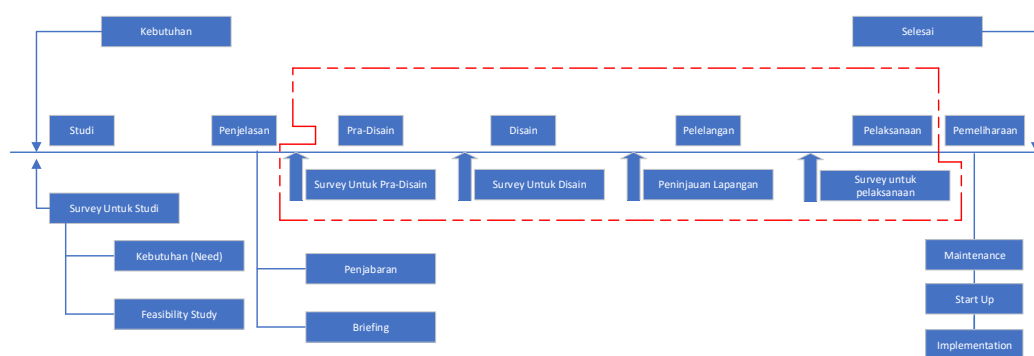 Kebutuhan
Selesai
Studi
Penjelasan
Pra-Disain
Disain
Pelelangan
Pelaksanaan
Pemeliharaan
Survey Untuk Pra-Disain
Survey Untuk Disain
Peninjauan Lapangan
Survey untuk
pelaksanaan
Survey Untuk Studi
Kebutuhan (Need)
Penjabaran
Maintenance
Feasibility Study
Briefing
Start Up
Implementation